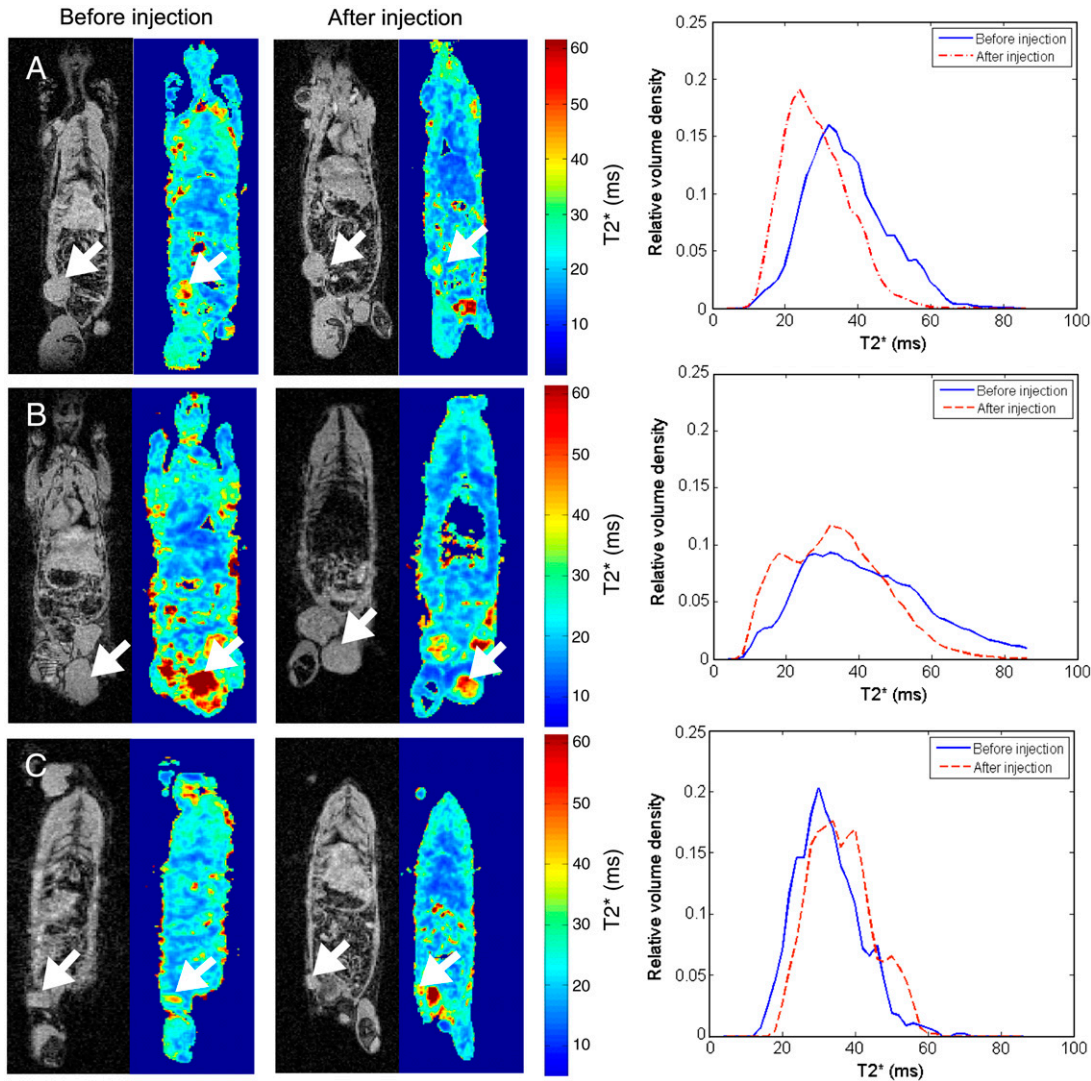 Before injection
After injection
A
60
50
40
30
20
10
T2* (ms)
0.25
0.2
0.15
0.1
0.05
0
0 20 40 60 80 100
Relative volume density
T2* (ms)
Before injection
After injection
B
60
50
40
30
20
10
T2* (ms)
0.25
0.2
0.15
0.1
0.05
0
0 20 40 60 80 100
Relative volume density
T2* (ms)
Before injection
After injection
C
60
50
40
30
20
10
T2* (ms)
0.25
0.2
0.15
0.1
0.05
0
0 20 40 60 80 100
Relative volume density
T2* (ms)
Before injection
After injection